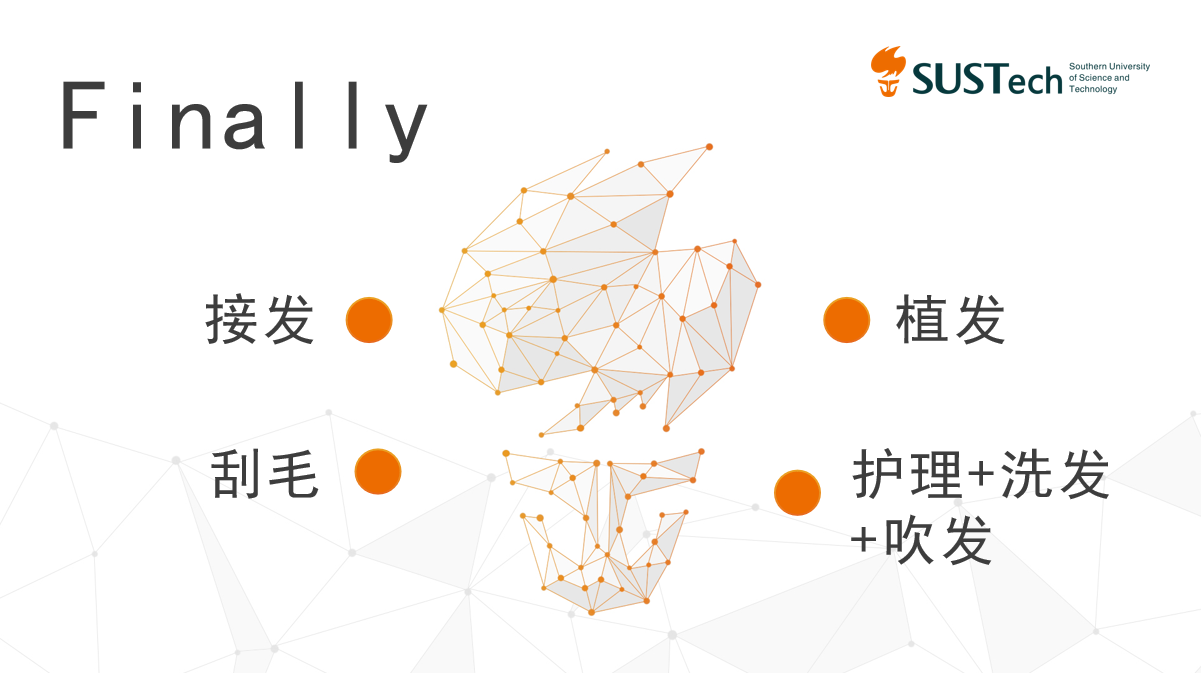 Finally
SUSTech
Southern University
of Science and
Technology
接发
植发
刮毛
护理+洗发
+吹发